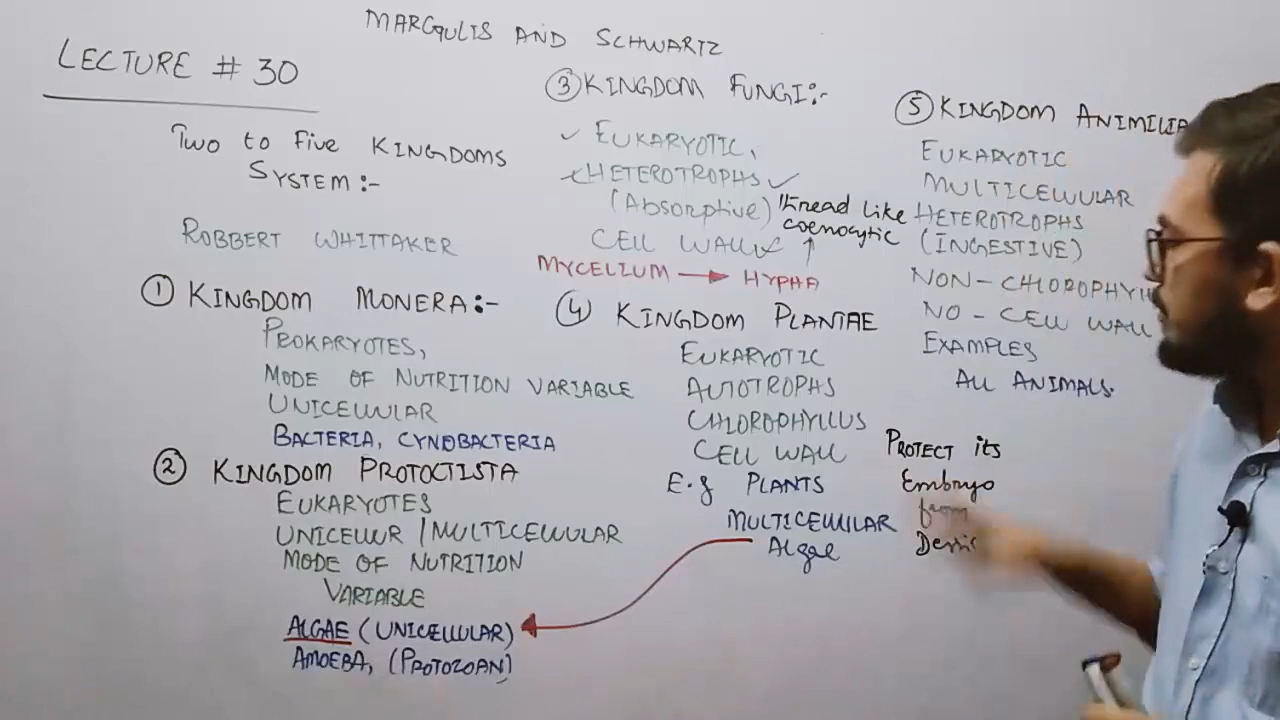 MARGULIS AND SCHWARTZ
LECTURE # 30
Two to five KINGDOMS
SYSTEM:-
ROBBERT WHITTAKER
① KINGDOM MONERA:-
PROKARYOTES,
MODE OF NUTRITION VARIABLE
UNICELLULAR
BACTERIA, CYNOBACTERIA
② KINGDOM PROTOCTISTA
EUKARYOTES
UNICELLUR / MULTICELLULAR
MODE OF NUTRITION
VARIABLE
ALGAE (UNICELLULAR)
AMOEBA, (PROTOZOAN)
③ KINGDOM FUNGI:-
✓ EUKARYOTIC,
HETEROTROPHS ✓
(Absorptive)
CELL WALL
thread like
coenocytic
MYCELIUM → HYPHA
④ KINGDOM PLANTAE
EUKARYOTIC
AUTOTROPHS
CHLOROPHYLLUS
CELL WALL
E.g PLANTS
MULTICELLULAR
Algae
PROTECT its
Embryo
from
⑤ KINGDOM ANIMILIA
EUKARYOTIC
MULTICELLULAR
HETEROTROPHS
(INGESTIVE)
NON-CHLOROPHYLL
NO-CELL WALL
EXAMPLES
ALL ANIMALS.